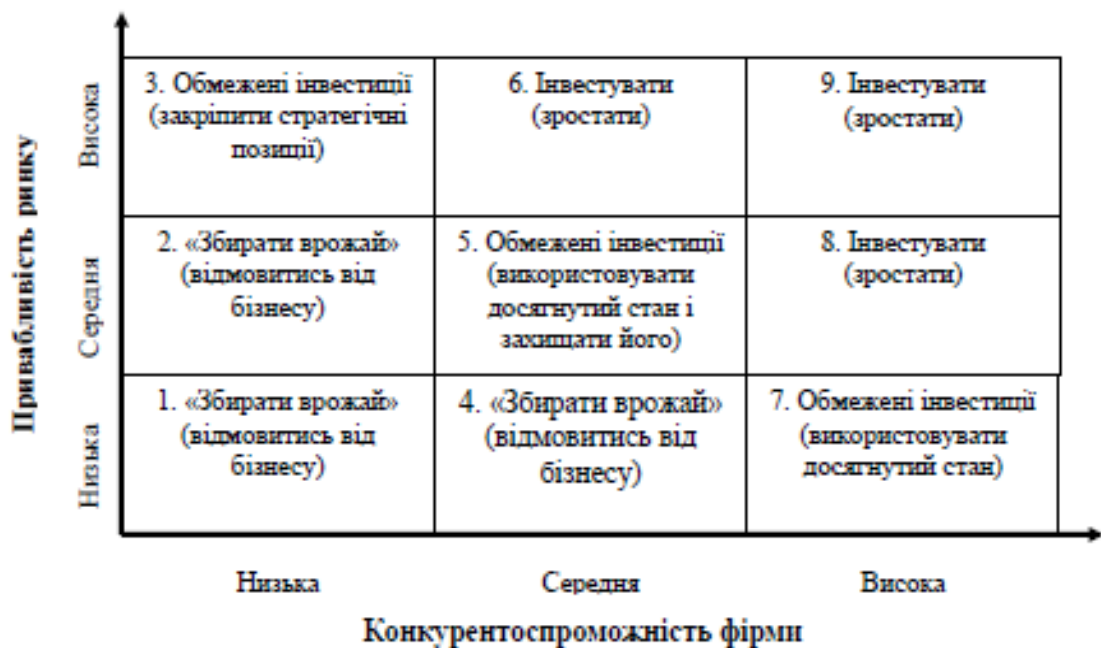 Привабливість ринку
Висока
Середня
Низька
3. Обмежені інвестиції
(закріпити стратегічні
позиції)
6. Інвестувати
(зростати)
9. Інвестувати
(зростати)
2. «Збирати врожай»
(відмовитись від
бізнесу)
5. Обмежені інвестиції
(використовувати
досягнутий стан і
захищати його)
8. Інвестувати
(зростати)
1. «Збирати врожай»
(відмовитись від
бізнесу)
4. «Збирати врожай»
(відмовитись від
бізнесу)
7. Обмежені інвестиції
(використовувати
досягнутий стан)
Низька
Середня
Висока
Конкурентоспроможність фірми